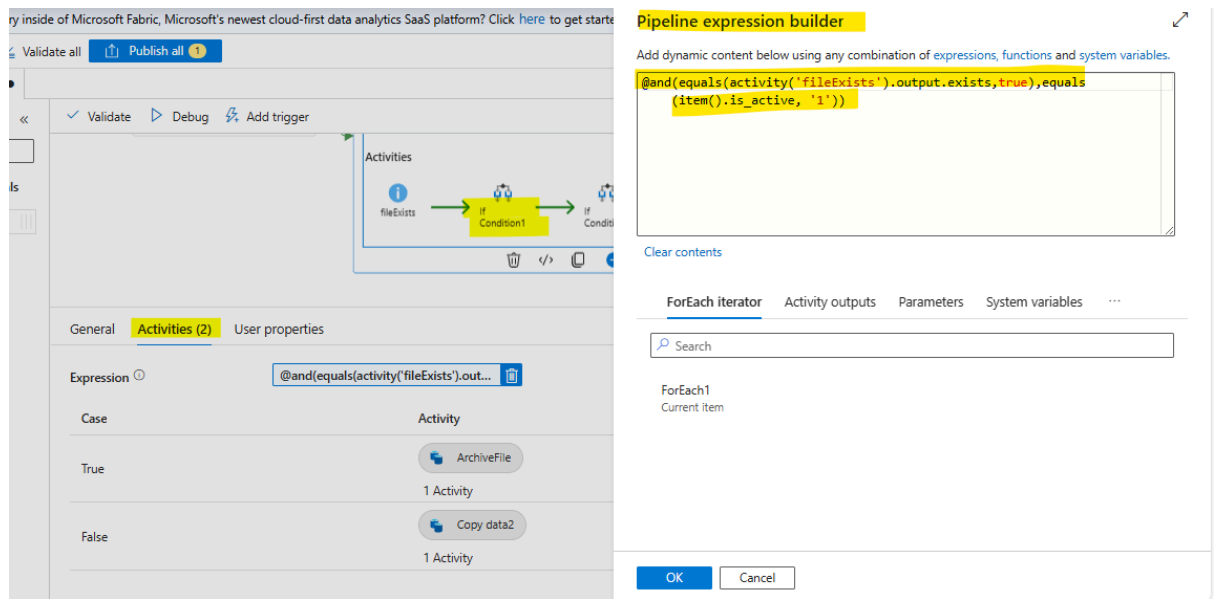 ry inside of Microsoft Fabric, Microsoft's newest cloud-first data analytics SaaS platform? Click here to get starte
Validate all
Publish all 1
«
Validate
Debug
Add trigger
ls
Activities
fileExists
If
Condition1
If
Conditi
General
Activities (2)
User properties
Expression
@and(equals(activity('fileExists').out...
Case
Activity
True
ArchiveFile
1 Activity
False
Copy data2
1 Activity
Pipeline expression builder
Add dynamic content below using any combination of expressions, functions and system variables.
@and(equals(activity('fileExists').output.exists,true),equals
(item().is_active, '1'))
Clear contents
ForEach iterator
Activity outputs
Parameters
System variables
...
Search
ForEach1
Current item
OK
Cancel